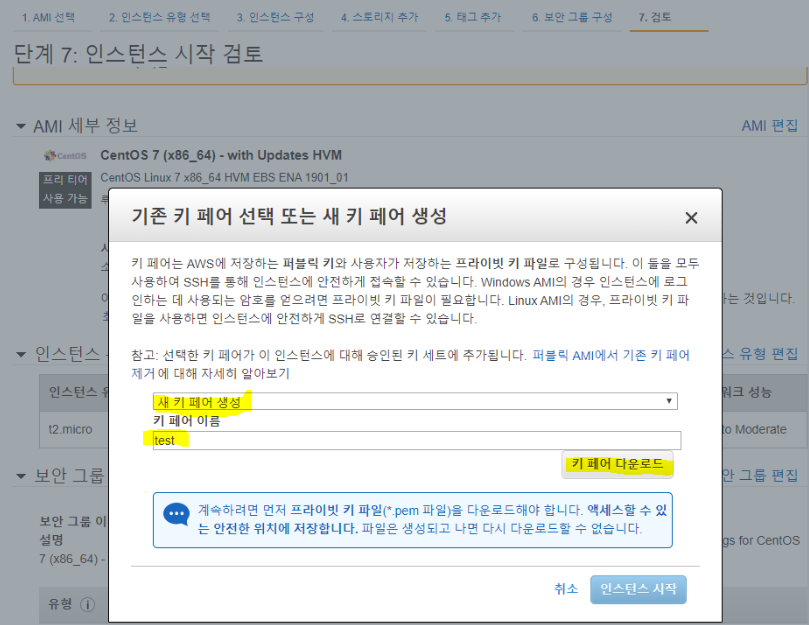 1. AMI 선택 2. 인스턴스 유형 선택 3. 인스턴스 구성 4. 스토리지 추가 5. 태그 추가 6. 보안 그룹 구성 7. 검토
단계 7: 인스턴스 시작 검토
AMI 세부 정보 AMI 편집
CentOS CentOS 7 (x86_64) - with Updates HVM
프리 티어 CentOS Linux 7 x86_64 HVM EBS ENA 1901_01
사용 가능
기존 키 페어 선택 또는 새 키 페어 생성
키 페어는 AWS에 저장하는 퍼블릭 키와 사용자가 저장하는 프라이빗 키 파일로 구성됩니다. 이 둘을 모두
사용하여 SSH를 통해 인스턴스에 안전하게 접속할 수 있습니다. Windows AMI의 경우 인스턴스에 로그
인하는 데 사용되는 암호를 얻으려면 프라이빗 키 파일이 필요합니다. Linux AMI의 경우, 프라이빗 키 파
일을 사용하면 인스턴스에 안전하게 SSH로 연결할 수 있습니다.
는 것입니다.
참고: 선택한 키 페어가 이 인스턴스에 대해 승인된 키 세트에 추가됩니다. 퍼블릭 AMI에서 기존 키 페어
제거 에 대해 자세히 알아보기
인스턴스 스 유형 편집
새 키 페어 생성
인스턴스 유 워크 성능
키 페어 이름
t2.micro to Moderate
test
키 페어 다운로드
보안 그룹 안 그룹 편집
계속하려면 먼저 프라이빗 키 파일(*.pem 파일)을 다운로드해야 합니다. 액세스할 수 있
는 안전한 위치에 저장합니다. 파일은 생성되고 나면 다시 다운로드할 수 없습니다.
보안 그룹 이
설명 gs for CentOS
7 (x86_64) -
취소 인스턴스 시작
유형